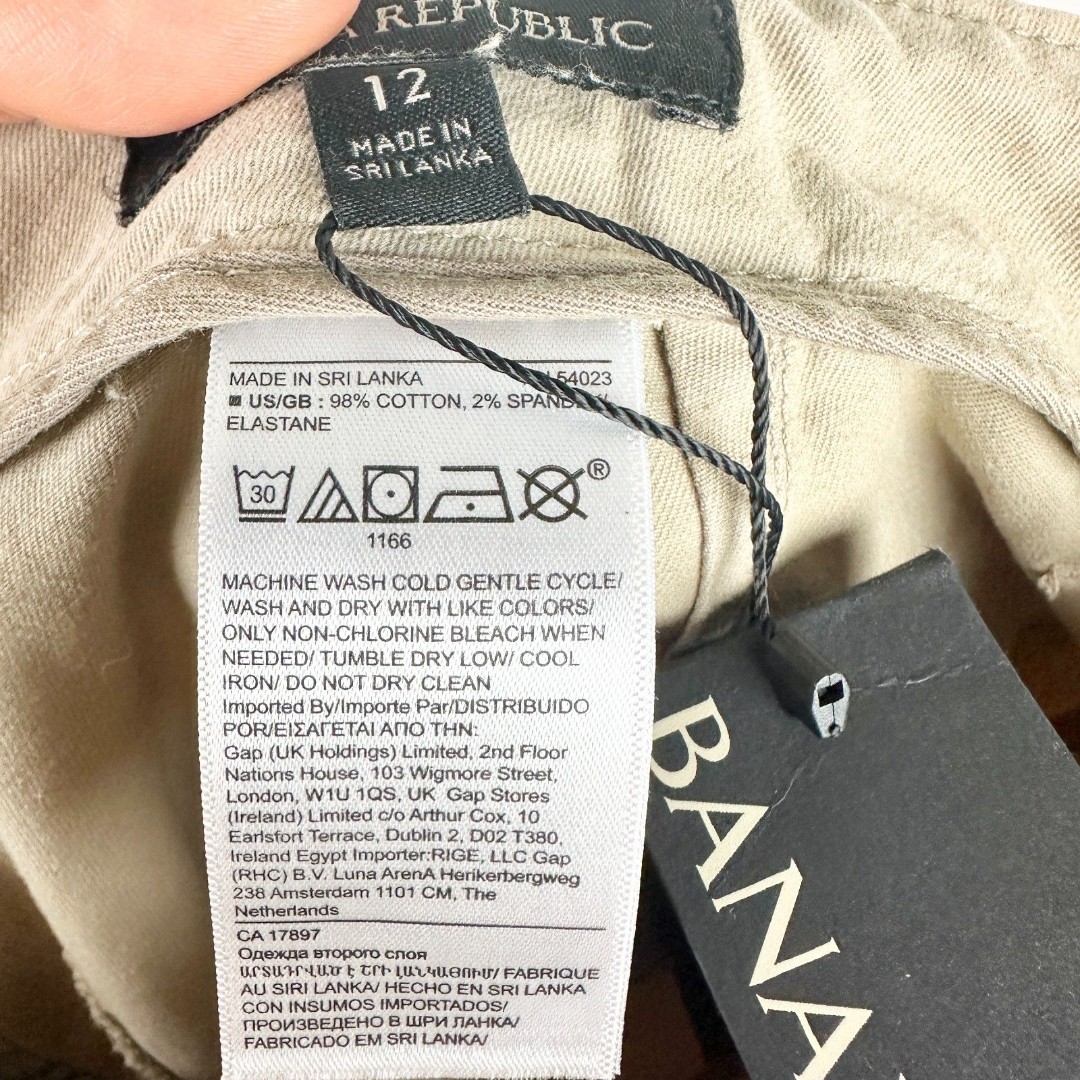 REPUBLIC
12
MADE IN
SRI LANKA
MADE IN SRI LANKA 54023
US/GB : 98% COTTON, 2%
ELASTANE
30
®
1166
MACHINE WASH COLD GENTLE CYCLE/
WASH AND DRY WITH LIKE COLORS/
ONLY NON-CHLORINE BLEACH WHEN
NEEDED/ TUMBLE DRY LOW/ COOL
IRON/ DO NOT DRY CLEAN
Imported By/Importe Par/DISTRIBUIDO
POR/ΕΙΣΑΓΕΤΑΙ ΑΠΟ ΤΗΝ:
Gap (UK Holdings) Limited, 2nd Floor
Nations House, 103 Wigmore Street,
London, W1U 1QS, UK Gap Stores
(Ireland) Limited c/o Arthur Cox, 10
Earlsfort Terrace, Dublin 2, D02 T380,
Ireland Egypt Importer:RIGE, LLC Gap
(RHC) B.V. Luna ArenA Herikerbergweg
238 Amsterdam 1101 CM, The
Netherlands
CA 17897
Одежда второго слоя
ԱՐՏԱԴՐՎԱԾ Է ՇՐԻ ԼԱՆԿԱՅՈՒՄ/ FABRIQUE
AU SIRI LANKA/ HECHO EN SRI LANKA
CON INSUMOS IMPORTADOS/
ПРОИЗВЕДЕНО В ШРИ ЛАНКА/
FABRICADO EM SRI LANKA/
BANA